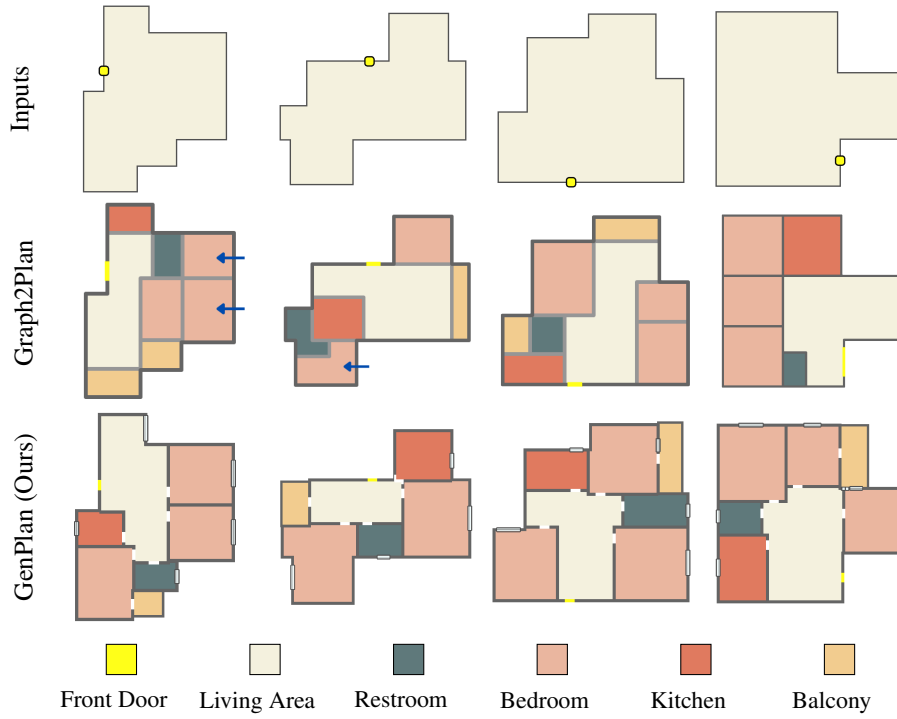 Inputs
Graph2Plan
GenPlan (Ours)
Front Door
Living Area
Restroom
Bedroom
Kitchen
Balcony